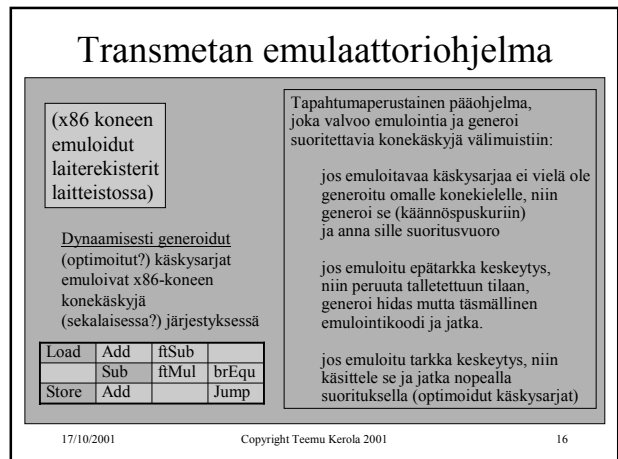 Transmetan emulaattoriohjelma
(x86 koneen
emuloidut
laiterekisterit
laitteistossa)
Dynaamisesti generoidut
(optimoitut?) käskysarjat
emuloivat x86-koneen
konekäskyjä
(sekalaisessa?) järjestyksessä
Load Add ftSub
Sub ftMul brEqu
Store Add Jump
Tapahtumaperustainen pääohjelma,
joka valvoo emulointia ja generoi
suoritettavia konekäskyjä välimuistiin:
jos emuloitavaa käskysarjaa ei vielä ole
generoitu omalle konekielelle, niin
generoi se (käännöspuskuriin)
ja anna sille suoritusvuoro
jos emuloitu epätarkka keskeytys,
niin peruuta talletettuun tilaan,
generoi hidas mutta täsmällinen
emulointikoodi ja jatka.
jos emuloitu tarkka keskeytys, niin
käsittele se ja jatka nopealla
suorituksella (optimoidut käskysarjat)
17/10/2001 Copyright Teemu Kerola 2001 16